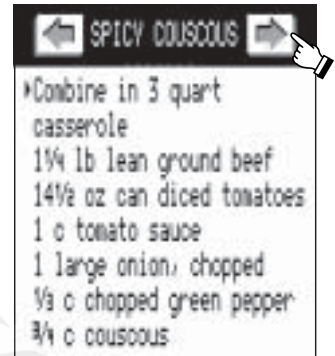 SPICY COUSCOUS
Combine in 3 quart
casserole
1¼ lb lean ground beef
14½ oz can diced tomatoes
1 c tomato sauce
1 large onion, chopped
⅓ c chopped green pepper
¾ c couscous